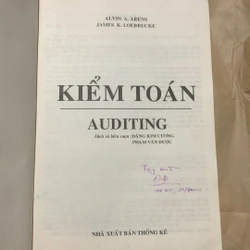 ALVIN A. ARENS
JAMES K. LOEBBECKE
KIỂM TOÁN
AUDITING
Dịch và biên soạn : ĐẶNG KIM CƯƠNG
PHẠM VĂN DƯỢC
NHÀ XUẤT BẢN THỐNG KÊ